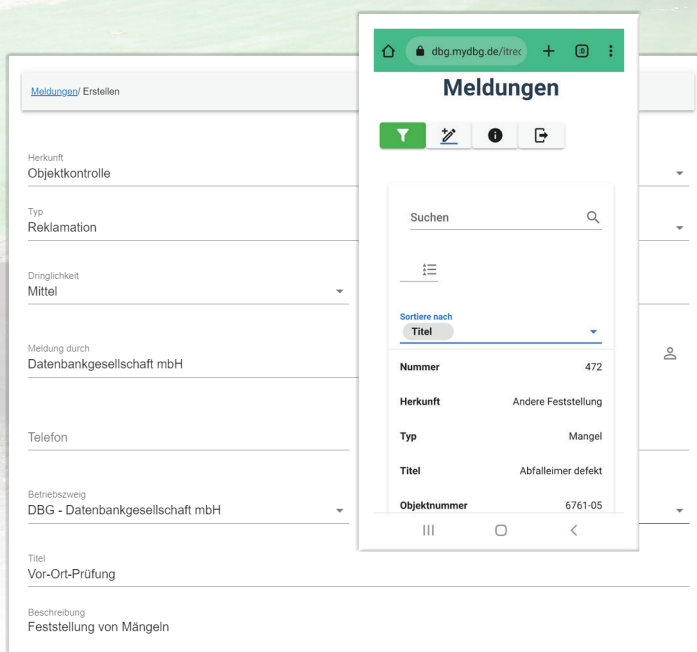 Meldungen/ Erstellen
Herkunft
Objektkontrolle
Typ
Reklamation
Dringlichkeit
Mittel
Meldung durch
Datenbankgesellschaft mbH
Telefon
Betriebszweig
DBG - Datenbankgesellschaft mbH
Titel
Vor-Ort-Prüfung
Beschreibung
Feststellung von Mängeln
dbg.mydbg.de/itrec
:D
Meldungen
Suchen
Sortiere nach
Titel
Nummer 472
Herkunft Andere Feststellung
Typ Mangel
Titel Abfalleimer defekt
Objektnummer 6761-05